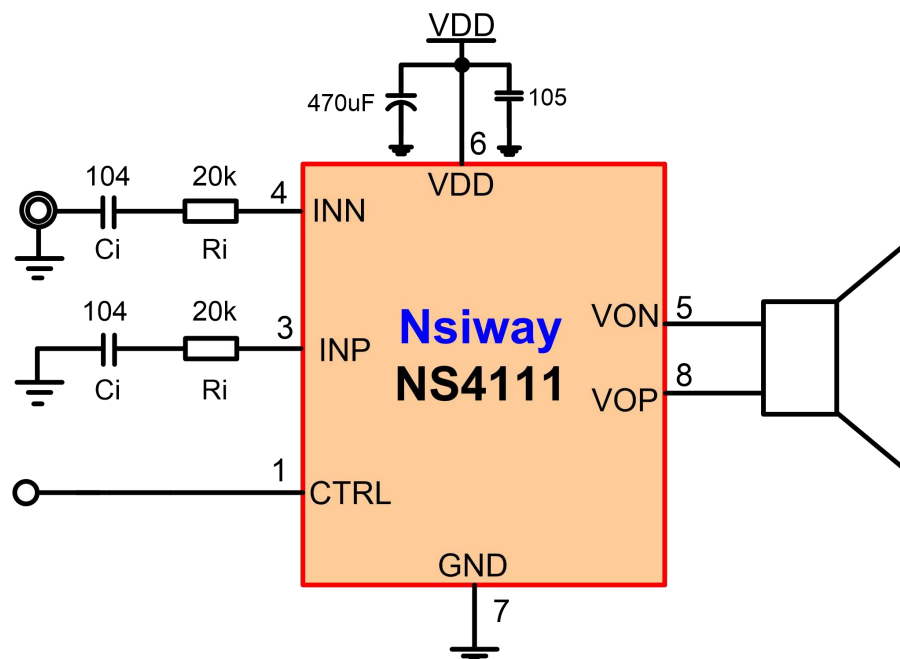 VDD
470uF
105
6
VDD
104
20k
4
INN
Ci
Ri
104
20k
3
INP
Ci
Ri
Nsiway
NS4111
VON
5
VOP
8
1
CTRL
GND
7